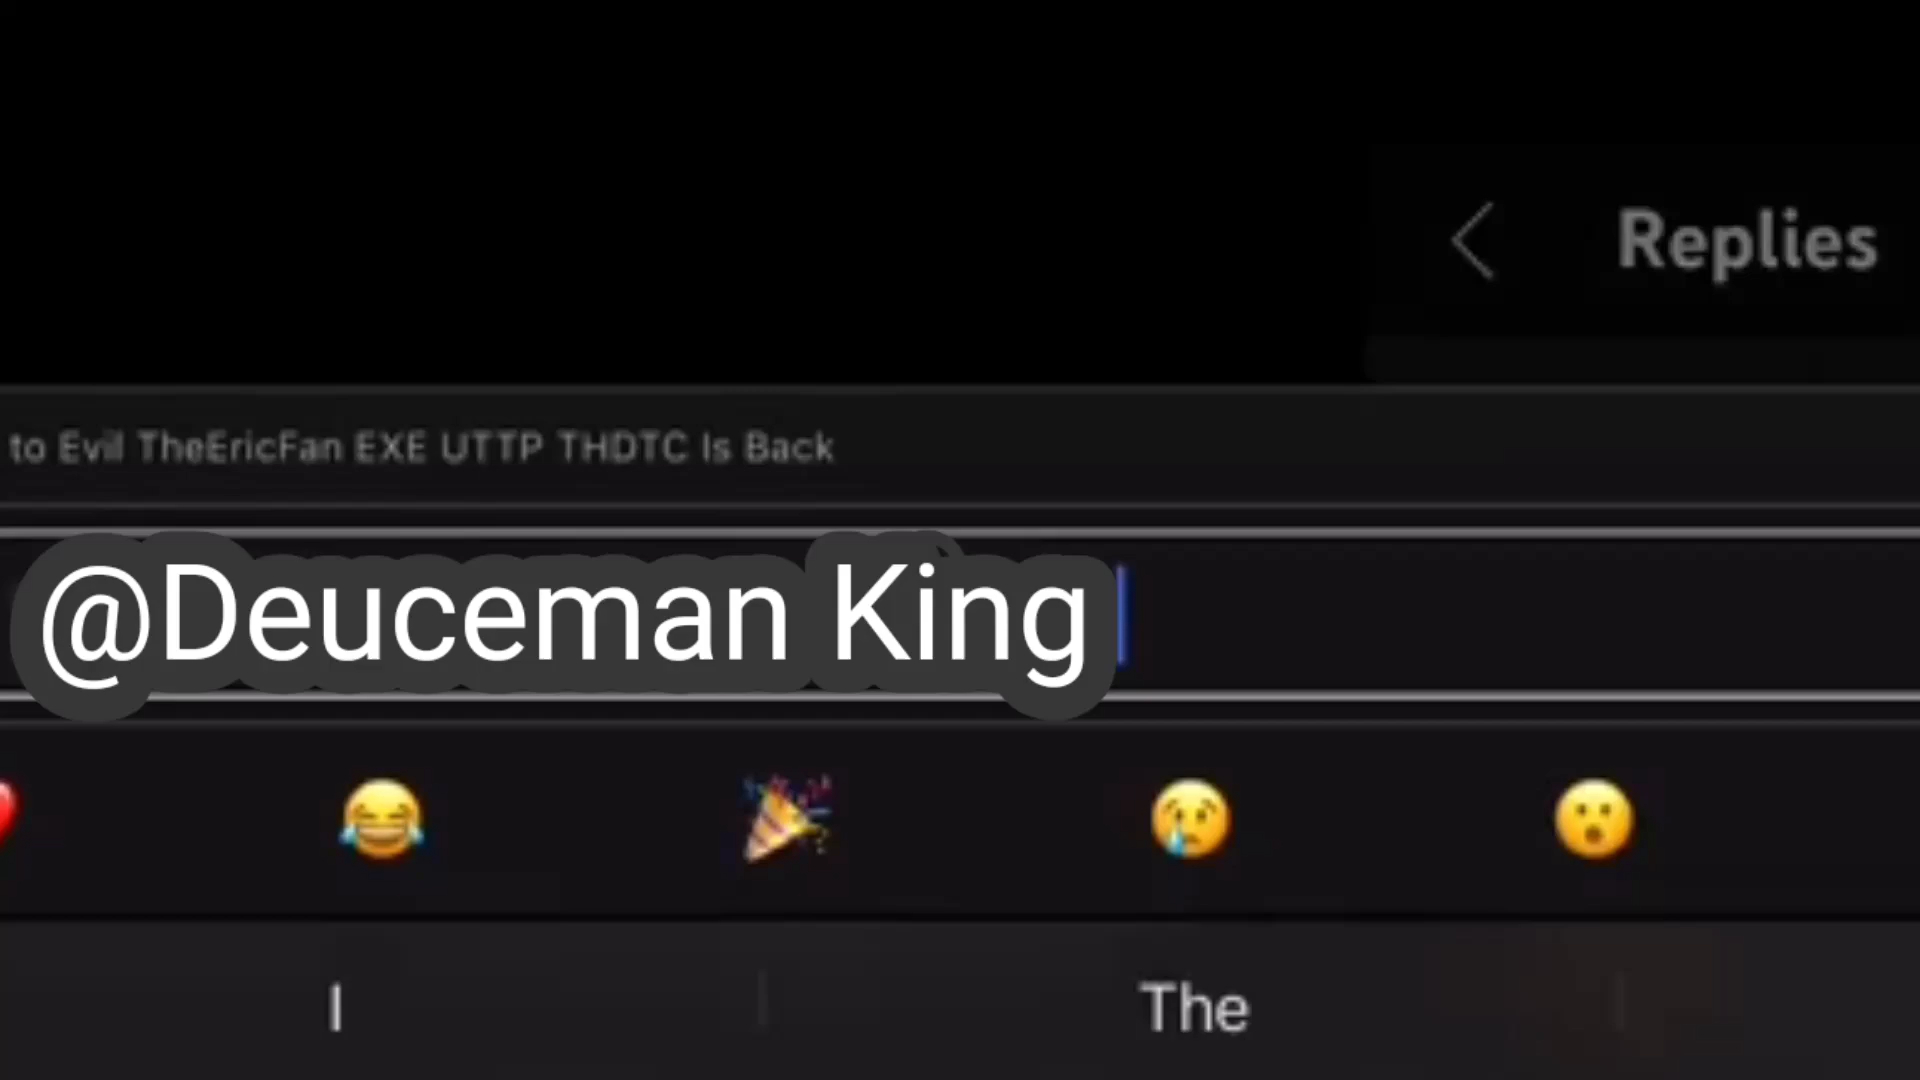 Replies
to Evil TheEricFan EXE UTTP THDTC Is Back
@Deuceman King
I
The